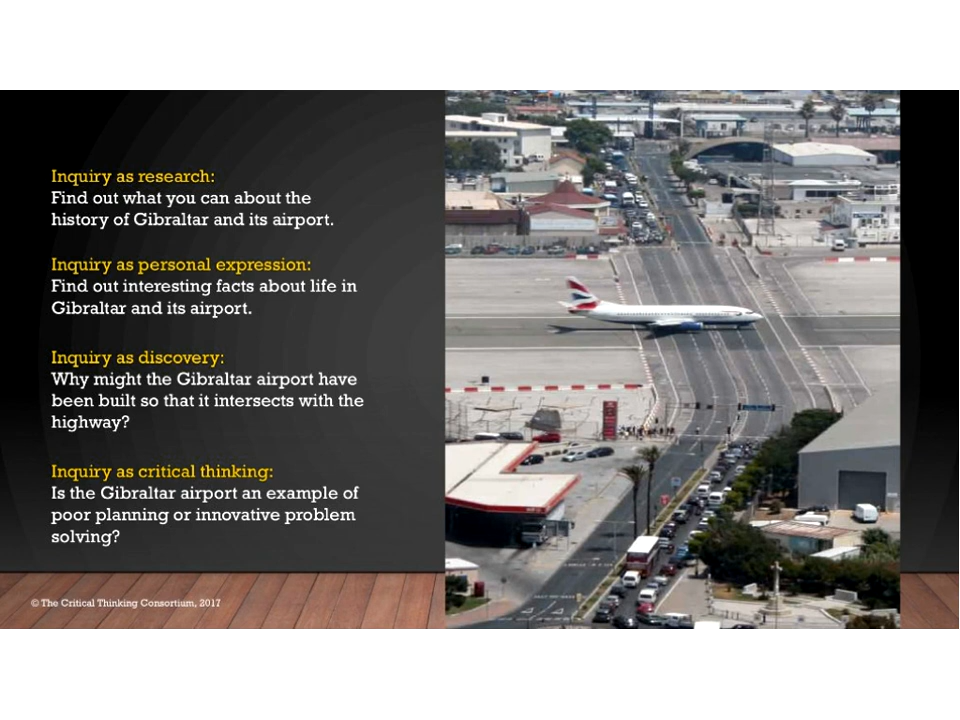 Inquiry as research:
Find out what you can about the
history of Gibraltar and its airport.
Inquiry as personal expression:
Find out interesting facts about life in
Gibraltar and its airport.
Inquiry as discovery:
Why might the Gibraltar airport have
been built so that it intersects with the
highway?
Inquiry as critical thinking:
Is the Gibraltar airport an example of
poor planning or innovative problem
solving?
© The Critical Thinking Consortium, 2017